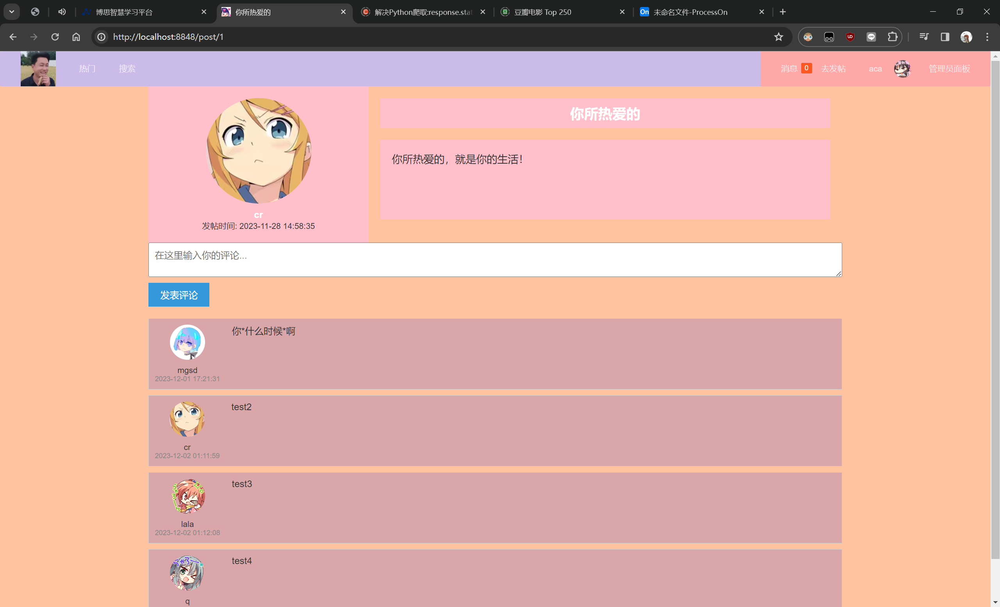 博思智慧学习平台
你所热爱的
解决Python爬取:response.stat
豆瓣电影 Top 250
On
未命名文件-ProcessOn
http://localhost:8848/post/1
热门
搜索
消息 0
去发帖
aca
管理员面板
你所热爱的
你所热爱的，就是你的生活！
cr
发帖时间: 2023-11-28 14:58:35
在这里输入你的评论...
发表评论
你*什么时候*啊
mgsd
2023-12-01 17:21:31
test2
cr
2023-12-02 01:11:59
test3
lala
2023-12-02 01:12:08
test4
q